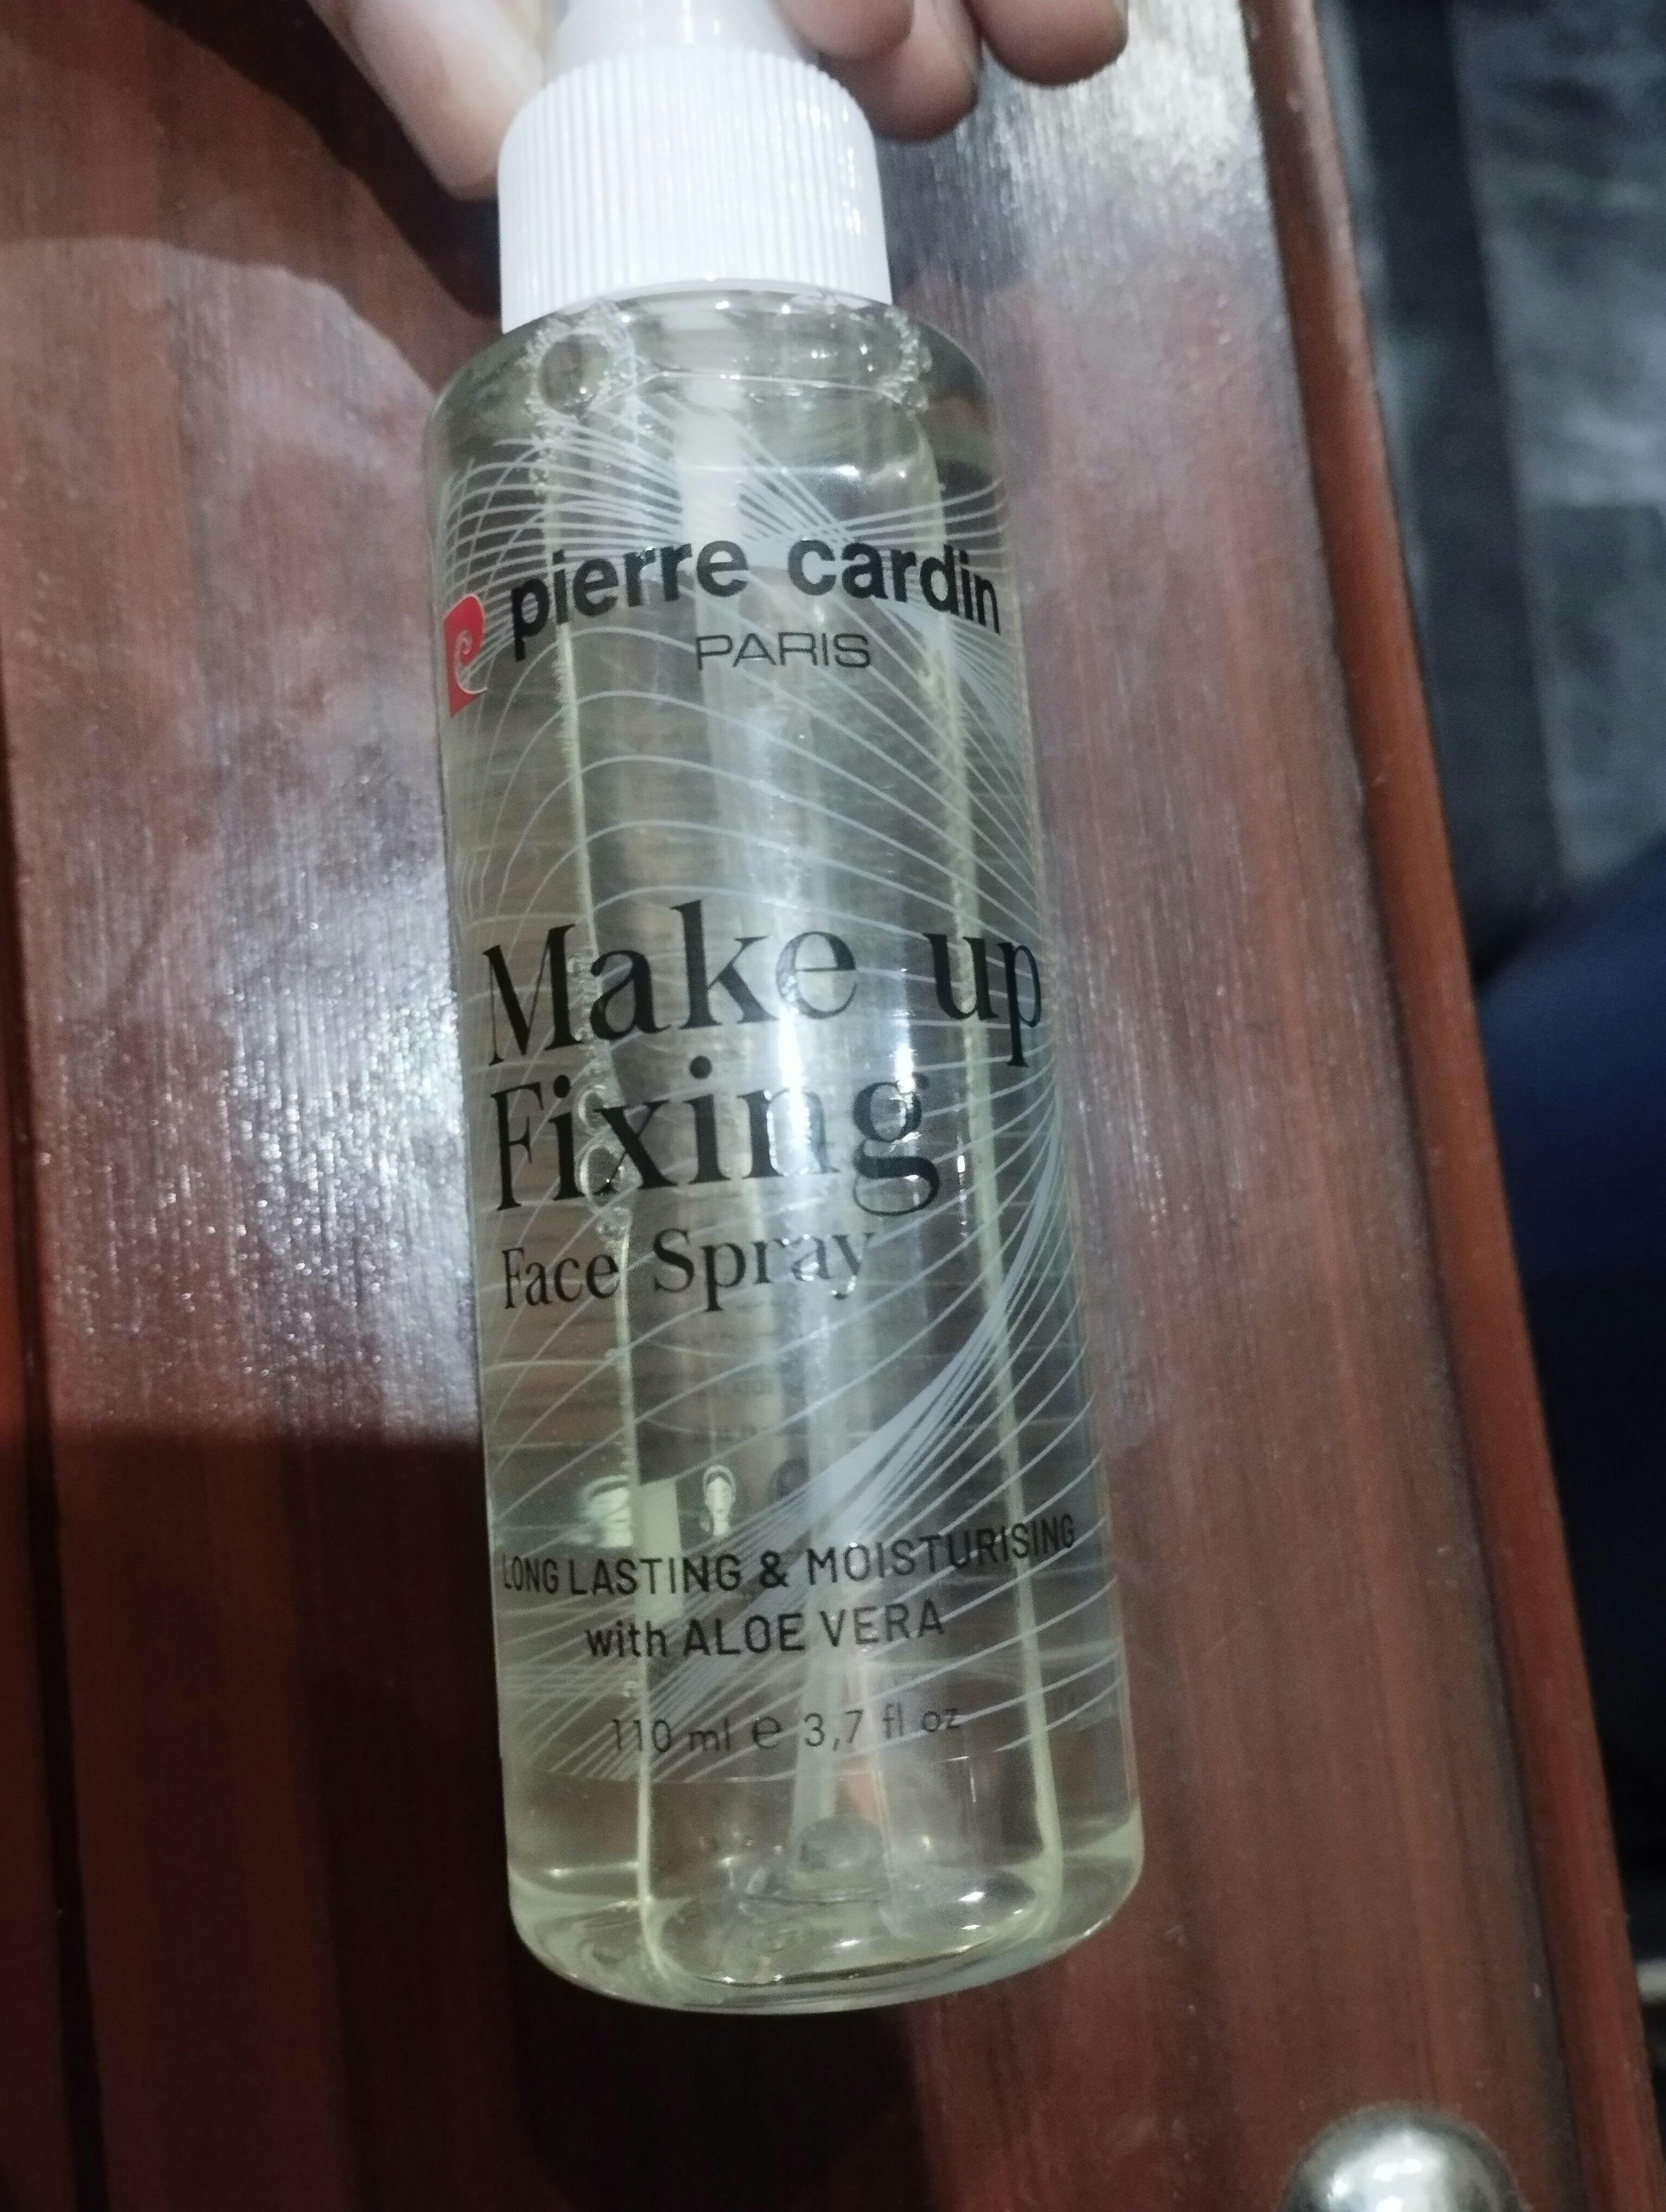 pierre cardin
PARIS
Make up
Fixing
Face Spray
LONG LASTING & MOISTURISING
with ALOE VERA
110 ml e 3,7 fl oz